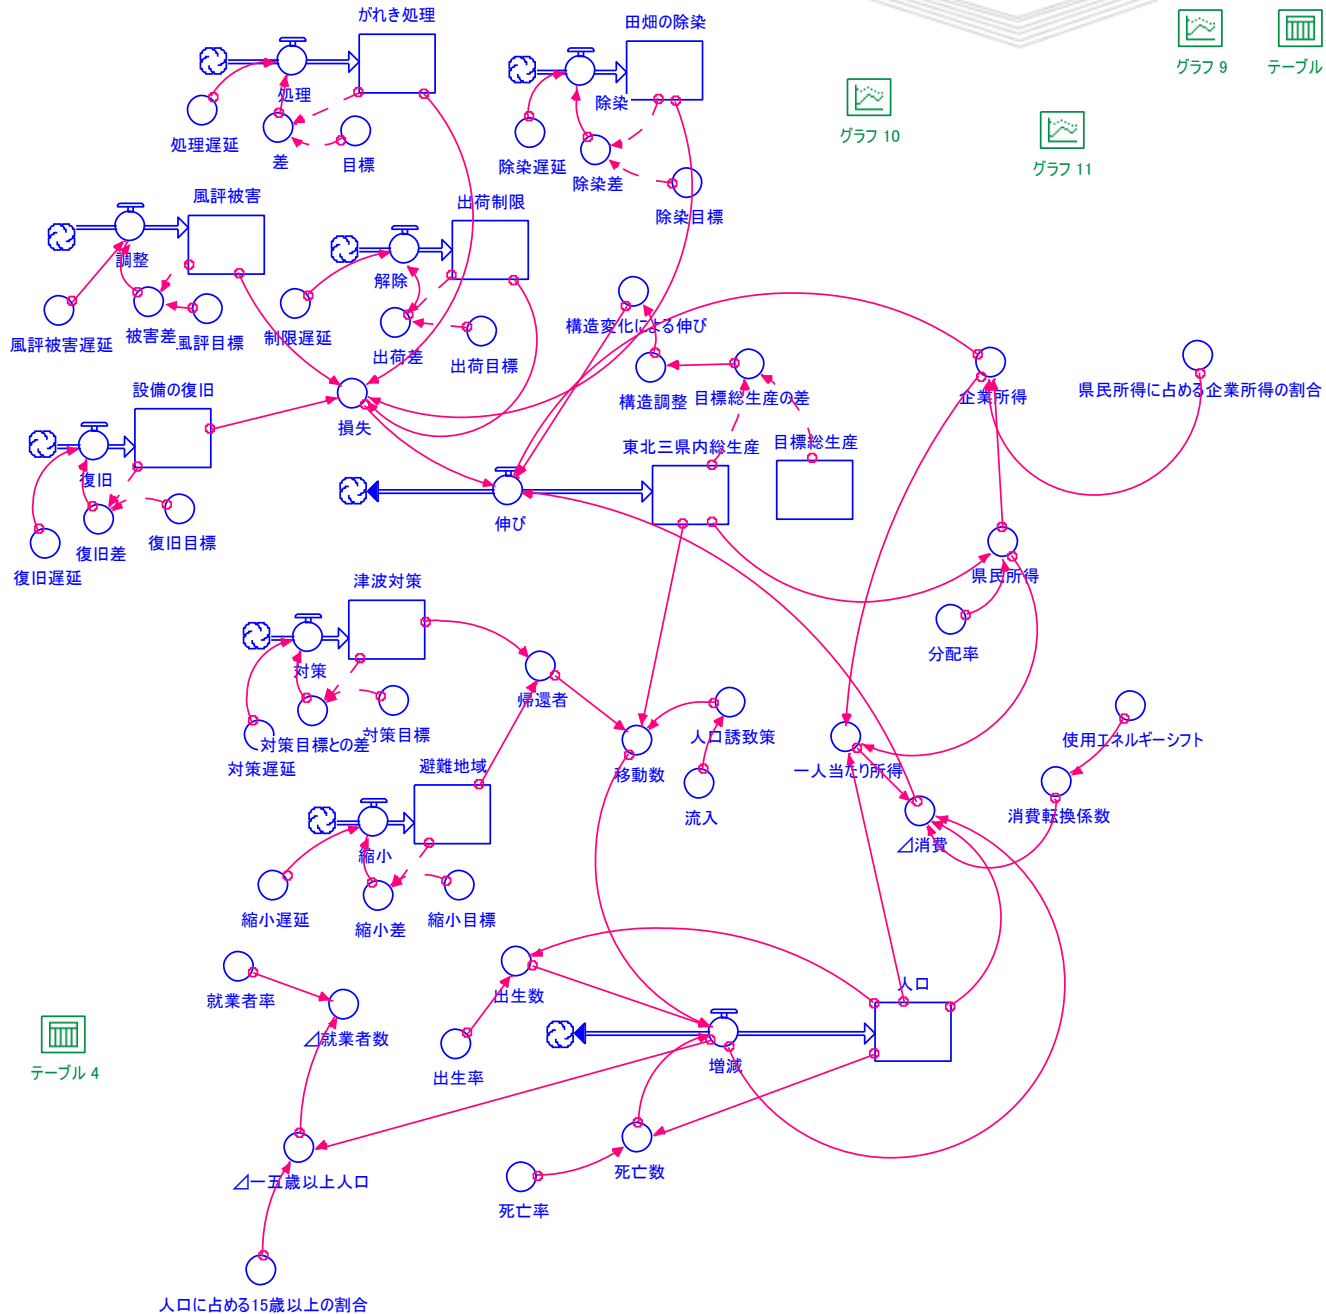 がれき処理
田畑の除染
グラフ 9
テーブル
処理
除染
グラフ 10
処理遅延
差
目標
除染遅延
除染差
グラフ 11
風評被害
出荷制限
除染目標
調整
解除
構造変化による伸び
風評被害遅延
被害差
風評目標
制限遅延
出荷差
出荷目標
設備の復旧
損失
構造調整
目標総生産の差
企業所得
県民所得に占める企業所得の割合
東北三県内総生産
目標総生産
復旧
伸び
復旧遅延
復旧差
復旧目標
県民所得
津波対策
分配率
対策
帰還者
対策遅延
対策目標との差
対策目標
人口誘致策
使用エネルギーシフト
避難地域
移動数
一人当たり所得
流入
消費転換係数
⊿消費
縮小
縮小遅延
縮小差
縮小目標
就業者率
出生数
人口
⊿就業者数
テーブル 4
出生率
増減
⊿一五歳以上人口
死亡数
死亡率
人口に占める15歳以上の割合